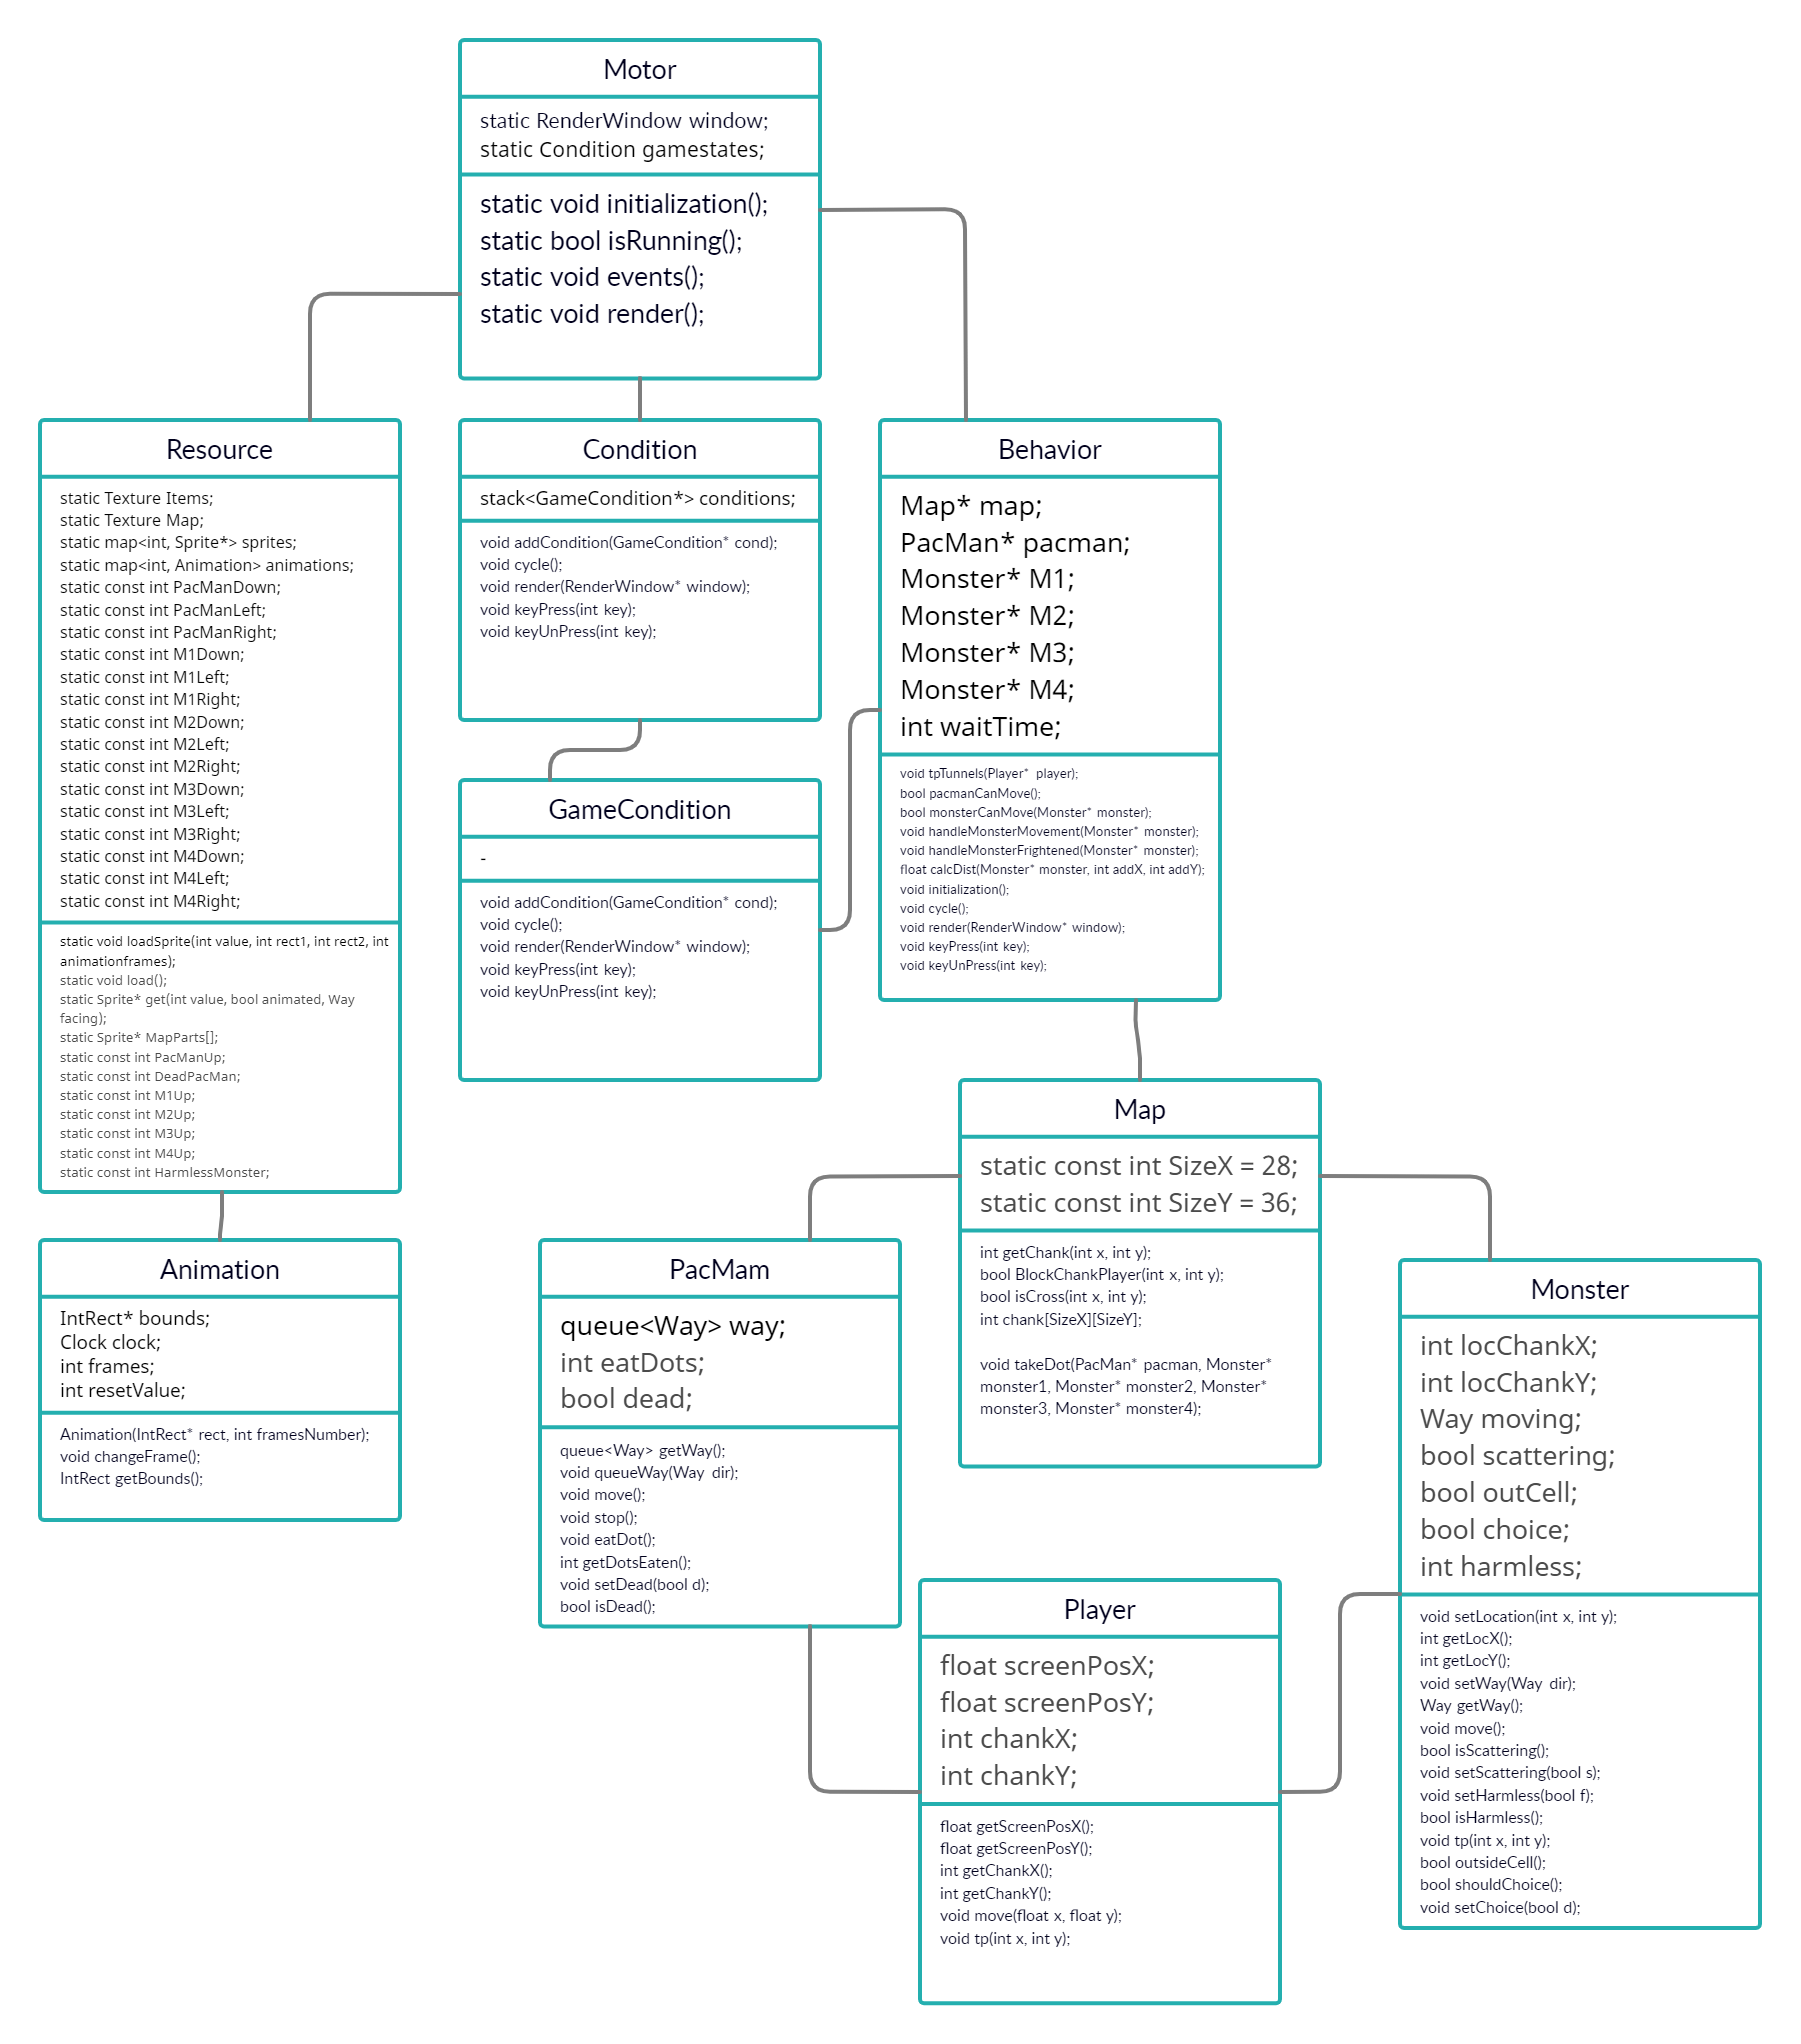 Motor
static RenderWindow window;
static Condition gamestates;
static void initialization();
static bool isRunning();
static void events();
static void render();
Resource
static Texture Items;
static Texture Map;
static map<int, Sprite*> sprites;
static map<int, Animation> animations;
static const int PacManDown;
static const int PacManLeft;
static const int PacManRight;
static const int M1Down;
static const int M1Left;
static const int M1Right;
static const int M2Down;
static const int M2Left;
static const int M2Right;
static const int M3Down;
static const int M3Left;
static const int M3Right;
static const int M4Down;
static const int M4Left;
static const int M4Right;
static void loadSprite(int value, int rect1, int rect2, int
animationframes);
static void load();
static Sprite* get(int value, bool animated, Way
facing);
static Sprite* MapParts[];
static const int PacManUp;
static const int DeadPacMan;
static const int M1Up;
static const int M2Up;
static const int M3Up;
static const int M4Up;
static const int HarmlessMonster;
Condition
stack<GameCondition*> conditions;
void addCondition(GameCondition* cond);
void cycle();
void render(RenderWindow* window);
void keyPress(int key);
void keyUnPress(int key);
GameCondition
-
void addCondition(GameCondition* cond);
void cycle();
void render(RenderWindow* window);
void keyPress(int key);
void keyUnPress(int key);
Behavior
Map* map;
PacMan* pacman;
Monster* M1;
Monster* M2;
Monster* M3;
Monster* M4;
int waitTime;
void tpTunnels(Player* player);
bool pacmanCanMove();
bool monsterCanMove(Monster* monster);
void handleMonsterMovement(Monster* monster);
void handleMonsterFrightened(Monster* monster);
float calcDist(Monster* monster, int addX, int addY);
void initialization();
void cycle();
void render(RenderWindow* window);
void keyPress(int key);
void keyUnPress(int key);
Map
static const int SizeX = 28;
static const int SizeY = 36;
int getChank(int x, int y);
bool BlockChankPlayer(int x, int y);
bool isCross(int x, int y);
int chank[SizeX][SizeY];
void takeDot(PacMan* pacman, Monster*
monster1, Monster* monster2, Monster*
monster3, Monster* monster4);
Animation
IntRect* bounds;
Clock clock;
int frames;
int resetValue;
Animation(IntRect* rect, int framesNumber);
void changeFrame();
IntRect getBounds();
PacMam
queue<Way> way;
int eatDots;
bool dead;
queue<Way> getWay();
void queueWay(Way dir);
void move();
void stop();
void eatDot();
int getDotsEaten();
void setDead(bool d);
bool isDead();
Monster
int locChankX;
int locChankY;
Way moving;
bool scattering;
bool outCell;
bool choice;
int harmless;
void setLocation(int x, int y);
int getLocX();
int getLocY();
void setWay(Way dir);
Way getWay();
void move();
bool isScattering();
void setScattering(bool s);
void setHarmless(bool f);
bool isHarmless();
void tp(int x, int y);
bool outsideCell();
bool shouldChoice();
void setChoice(bool d);
Player
float screenPosX;
float screenPosY;
int chankX;
int chankY;
float getScreenPosX();
float getScreenPosY();
int getChankX();
int getChankY();
void move(float x, float y);
void tp(int x, int y);